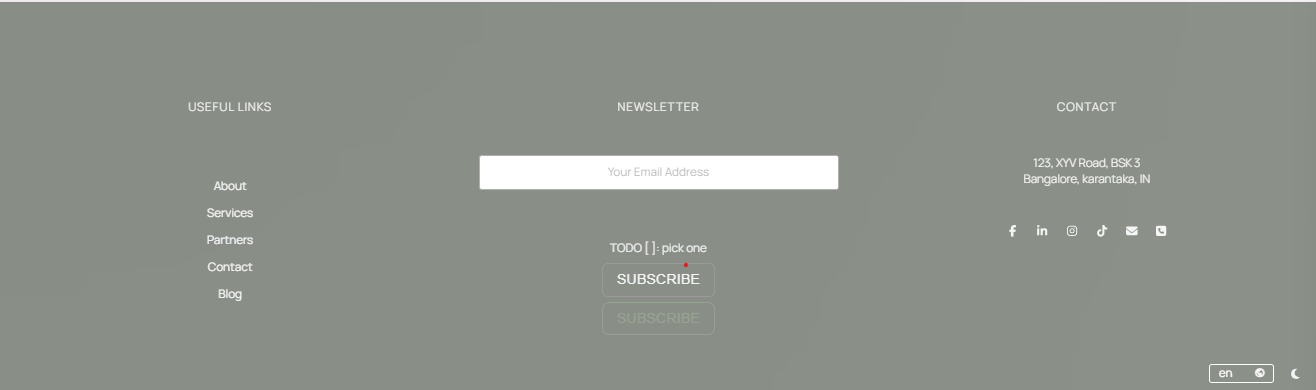 USEFUL LINKS
About
Services
Partners
Contact
Blog
NEWSLETTER
Your Email Address
TODO [ ]: pick one
SUBSCRIBE
SUBSCRIBE
CONTACT
123, XYV Road, BSK 3
Bangalore, karantaka, IN
en